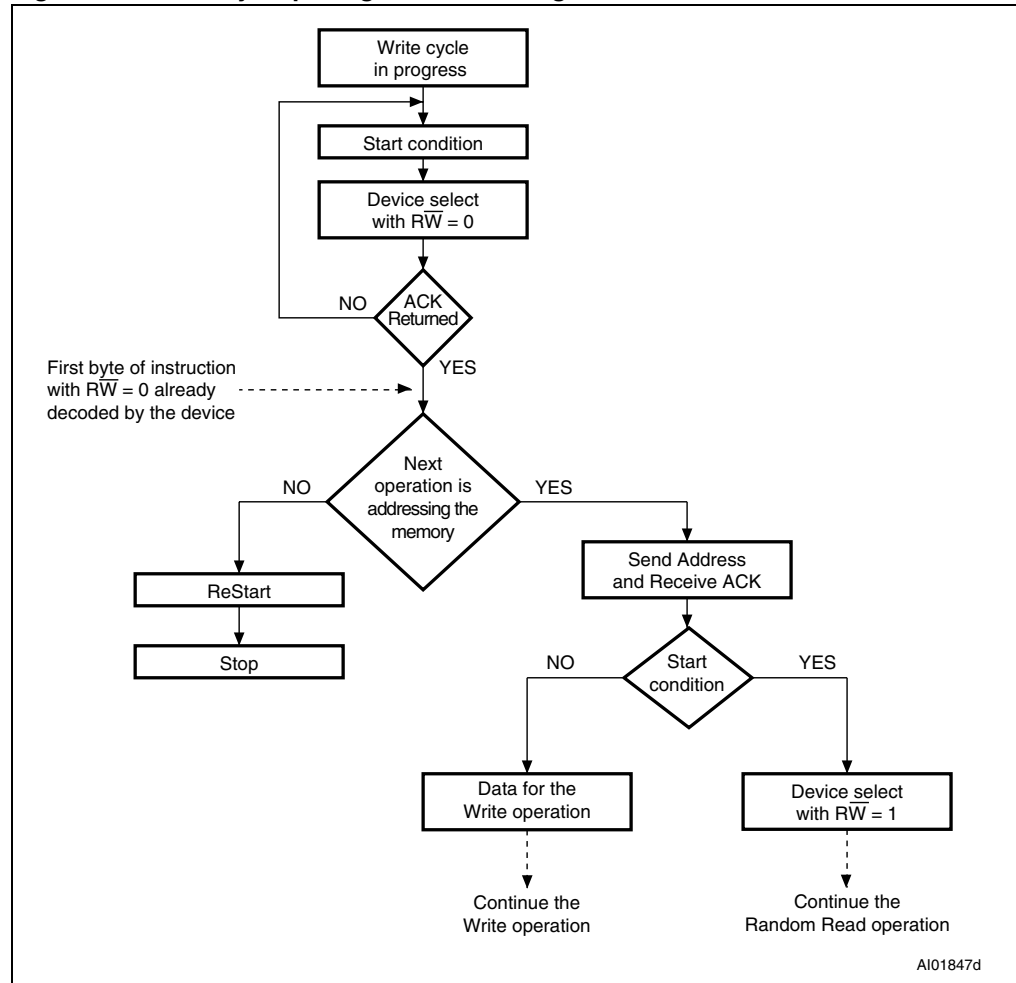 Write cycle
in progress
Start condition
Device select
with RW̅ = 0
ACK
Returned
NO
YES
First byte of instruction
with RW̅ = 0 already
decoded by the device
Next
operation is
addressing the
memory
NO
YES
ReStart
Stop
Send Address
and Receive ACK
Start
condition
NO
YES
Data for the
Write operation
Device select
with RW̅ = 1
Continue the
Write operation
Continue the
Random Read operation
AI01847d